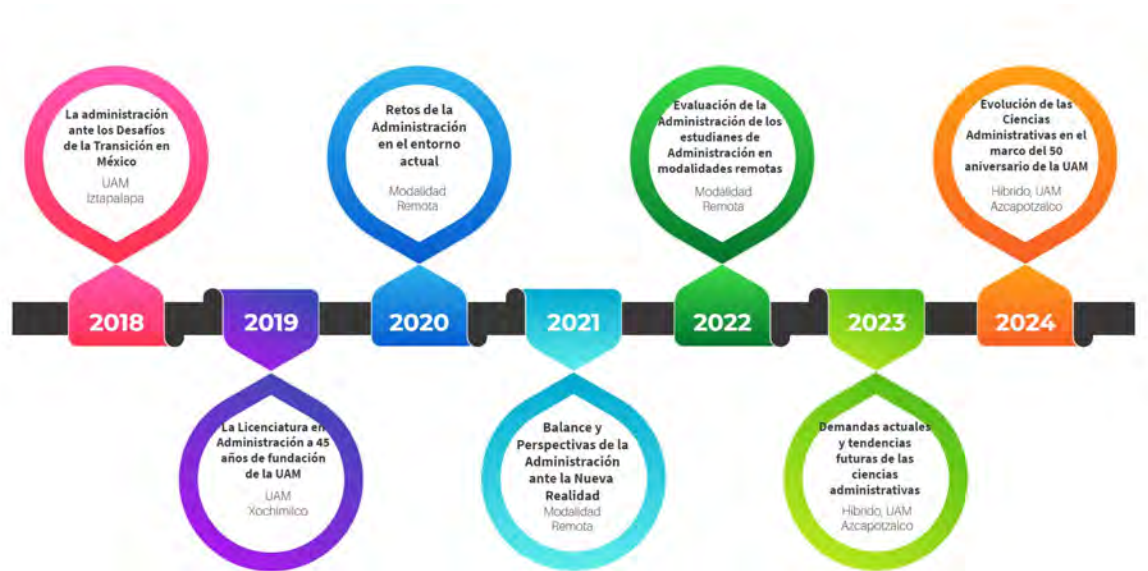 La administración
ante los Desafíos
de la Transición en
México
UAM
Iztapalapa
Retos de la
Administración
en el entorno
actual
Modalidad
Remota
Evaluación de la
Administración de los
estudianes de
Administración en
modalidades remotas
Modalidad
Remota
Evolución de las
Ciencias
Administrativas en el
marco del 50
aniversario de la UAM
Híbrido, UAM
Azcapotzalco
2018
2019
2020
2021
2022
2023
2024
La Licenciatura en
Administración a 45
años de fundación
de la UAM
UAM
Xochimilco
Balance y
Perspectivas de la
Administración
ante la Nueva
Realidad
Modalidad
Remota
Demandas actuales
y tendencias
futuras de las
ciencias
administrativas
Híbrido, UAM
Azcapotzalco